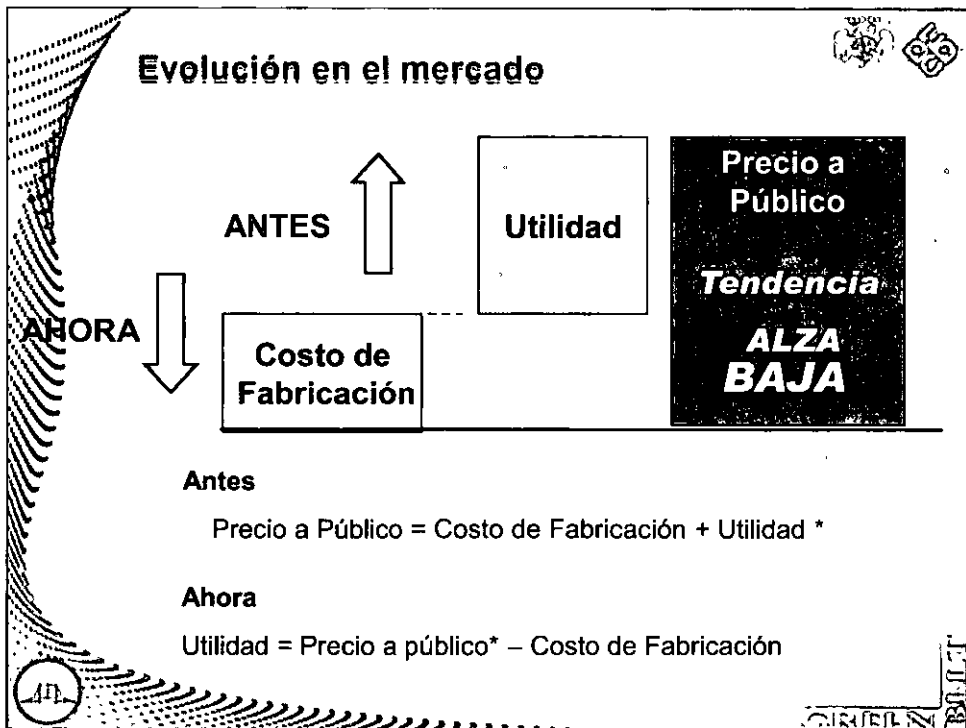 Evolución en el mercado
ANTES
Utilidad
Precio a
Público
Tendencia
ALZA
BAJA
AHORA
Costo de
Fabricación
Antes
Precio a Público = Costo de Fabricación + Utilidad *
Ahora
Utilidad = Precio a público* – Costo de Fabricación